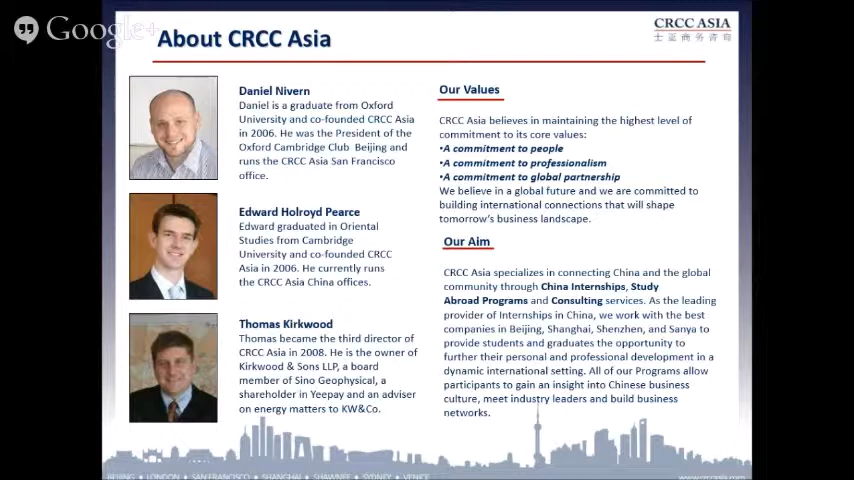 Google+
About CRCC Asia
CRCC ASIA
士亚商务咨询
Daniel Nivern
Daniel is a graduate from Oxford
University and co-founded CRCC Asia
in 2006. He was the President of the
Oxford Cambridge Club Beijing and
runs the CRCC Asia San Francisco
office.
Edward Holroyd Pearce
Edward graduated in Oriental
Studies from Cambridge
University and co-founded CRCC
Asia in 2006. He currently runs
the CRCC Asia China offices.
Thomas Kirkwood
Thomas became the third director of
CRCC Asia in 2008. He is the owner of
Kirkwood & Sons LLP, a board
member of Sino Geophysical, a
shareholder in Yeepay and an adviser
on energy matters to KW&Co.
Our Values
CRCC Asia believes in maintaining the highest level of
commitment to its core values:
•A commitment to people
•A commitment to professionalism
•A commitment to global partnership
We believe in a global future and we are committed to
building international connections that will shape
tomorrow's business landscape.
Our Aim
CRCC Asia specializes in connecting China and the global
community through China Internships, Study
Abroad Programs and Consulting services. As the leading
provider of Internships in China, we work with the best
companies in Beijing, Shanghai, Shenzhen, and Sanya to
provide students and graduates the opportunity to
further their personal and professional development in a
dynamic international setting. All of our Programs allow
participants to gain an insight into Chinese business
culture, meet industry leaders and build business
networks.
BEIJING • LONDON • SAN FRANCISCO • SHANGHAI • SHAWNEE • SYDNEY • VENICE
www.crccasia.com